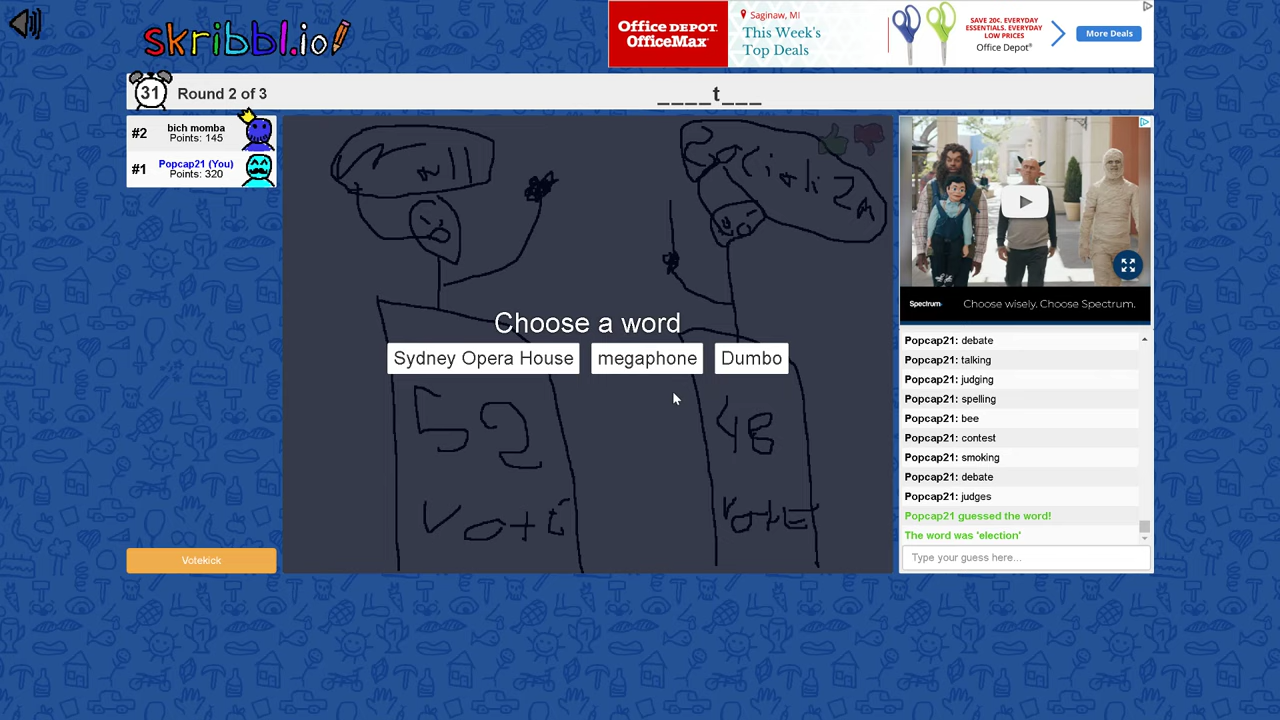 skribbl.io
OFFICE DEPOT
OfficeMax®
Saginaw, MI
This Week's
Top Deals
SAVE 20¢. EVERYDAY
ESSENTIALS. EVERYDAY
LOW PRICES
Office Depot®
More Deals
31
Round 2 of 3
____t___
#2
bich momba
Points: 145
#1
Popcap21 (You)
Points: 320
Votekick
Socializm
Choose a word
Sydney Opera House
megaphone
Dumbo
52
48
Vote
Vote
Spectrum
Choose wisely. Choose Spectrum.
Popcap21: debate
Popcap21: talking
Popcap21: judging
Popcap21: spelling
Popcap21: bee
Popcap21: contest
Popcap21: smoking
Popcap21: debate
Popcap21: judges
Popcap21 guessed the word!
The word was 'election'
Type your guess here...